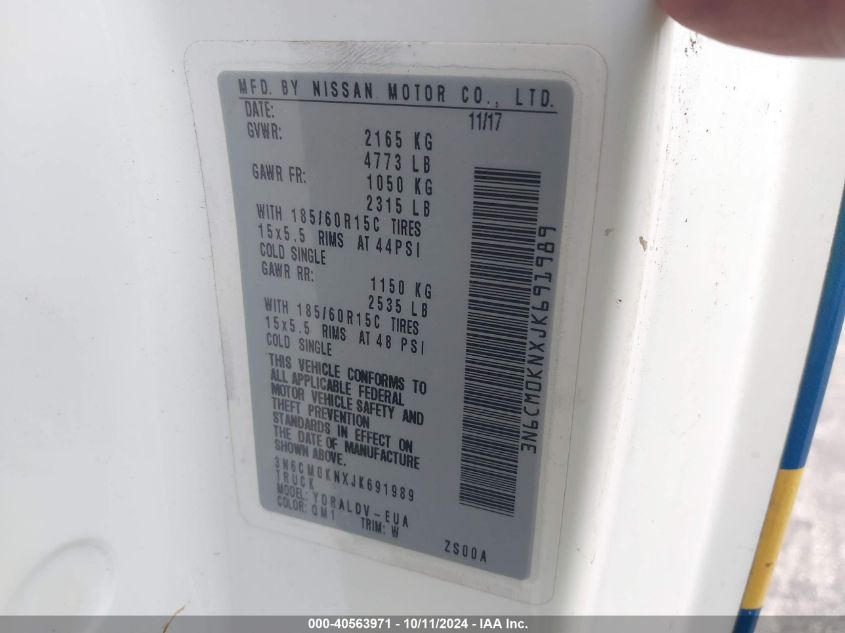 MFD. BY NISSAN MOTOR CO., LTD.
DATE: 11/17
GVWR: 2165 KG
4773 LB
GAWR FR: 1050 KG
2315 LB
WITH 185/60R15C TIRES
15x5.5 RIMS AT 44PSI
COLD SINGLE
GAWR RR: 1150 KG
2535 LB
WITH 185/60R15C TIRES
15x5.5 RIMS AT 48 PSI
COLD SINGLE
THIS VEHICLE CONFORMS TO
ALL APPLICABLE FEDERAL
MOTOR VEHICLE SAFETY AND
THEFT PREVENTION
STANDARDS IN EFFECT ON
THE DATE OF MANUFACTURE
SHOWN ABOVE.
3N6CM0KNXJK691989
TRUCK
MODEL: YDRALDV-EUA
COLOR: QM1 TRIM: W
ZS00A
3N6CM0KNXJK691989
000-40563971 - 10/11/2024 - IAA Inc.